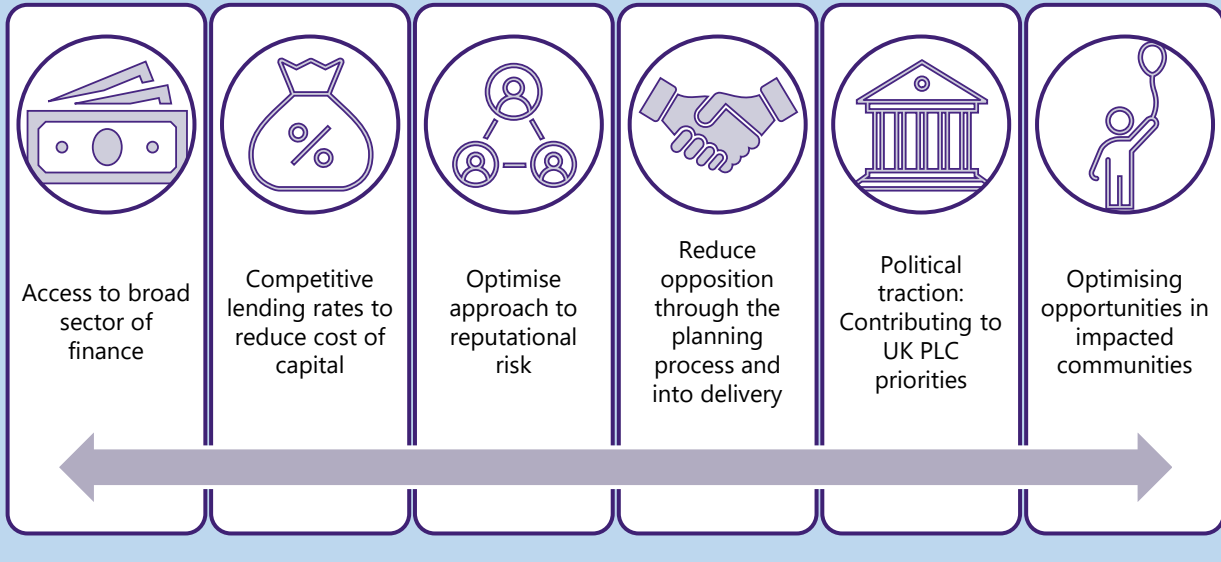 Access to broad
sector of
finance
Competitive
lending rates to
reduce cost of
capital
Optimise
approach to
reputational
risk
Reduce
opposition
through the
planning
process and
into delivery
Political
traction:
Contributing to
UK PLC
priorities
Optimising
opportunities in
impacted
communities